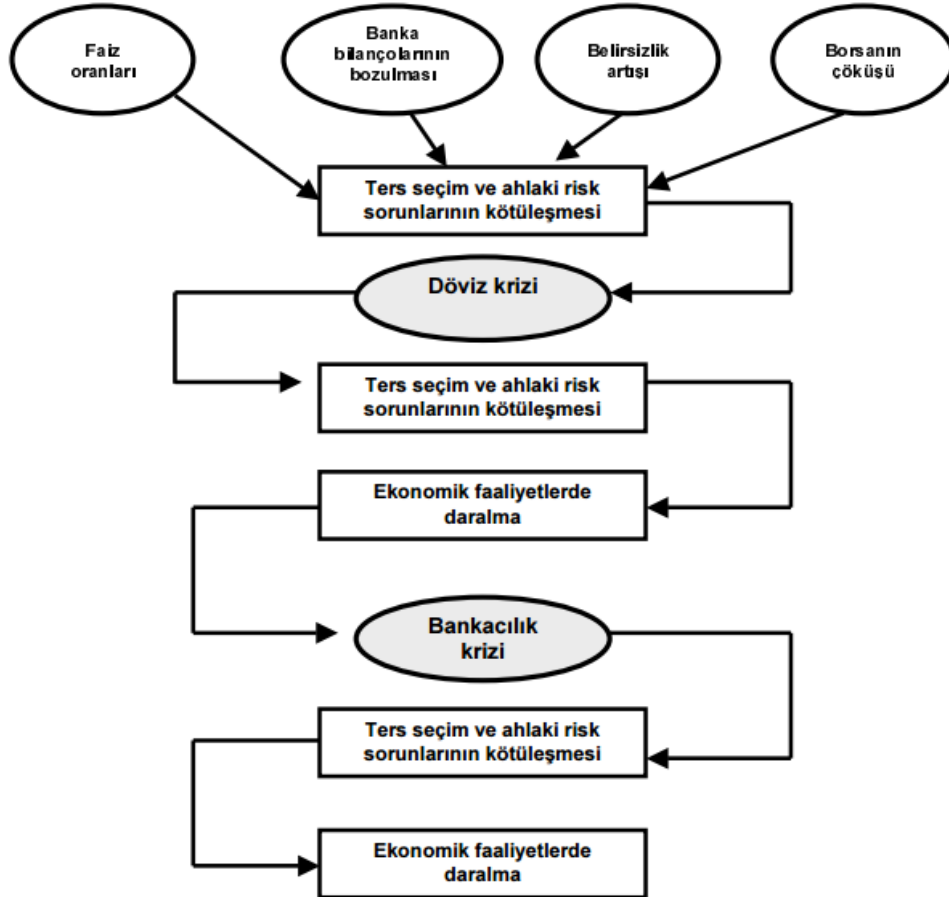 Faiz
oranları
Banka
bilançolarının
bozulması
Belirsizlik
artışı
Borsanın
çöküşü
Ters seçim ve ahlaki risk
sorunlarının kötüleşmesi
Döviz krizi
Ters seçim ve ahlaki risk
sorunlarının kötüleşmesi
Ekonomik faaliyetlerde
daralma
Bankacılık
krizi
Ters seçim ve ahlaki risk
sorunlarının kötüleşmesi
Ekonomik faaliyetlerde
daralma